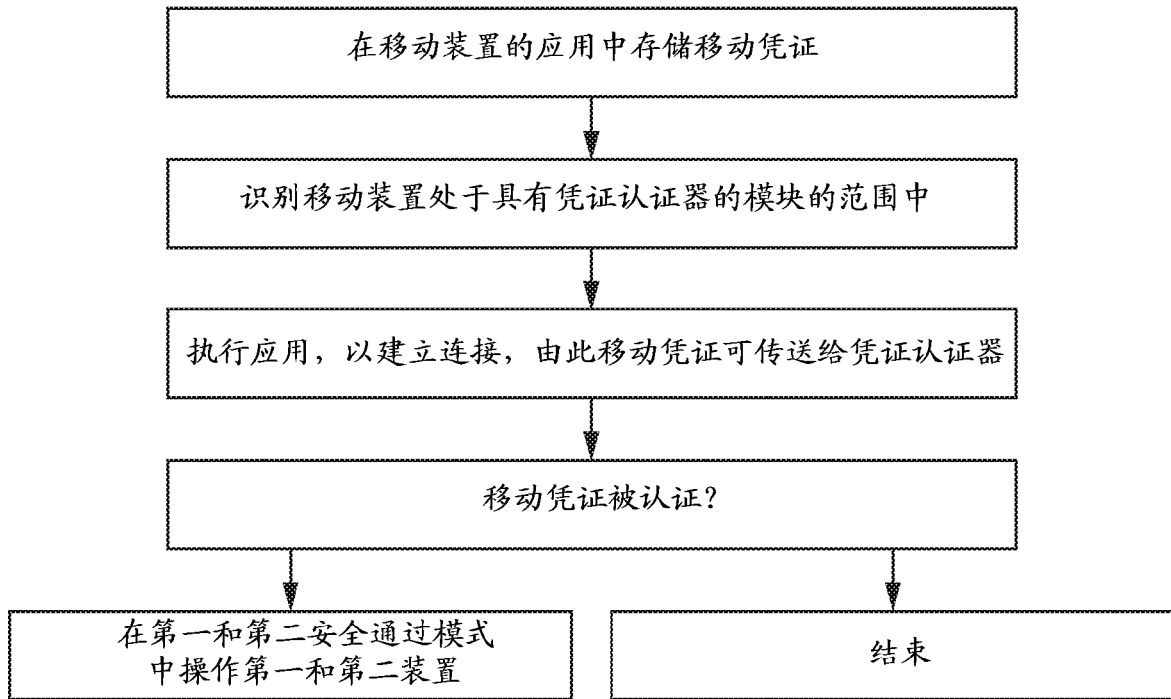 在移动装置的应用中存储移动凭证
识别移动装置处于具有凭证认证器的模块的范围中
执行应用，以建立连接，由此移动凭证可传送给凭证认证器
移动凭证被认证？
在第一和第二安全通过模式
中操作第一和第二装置
结束